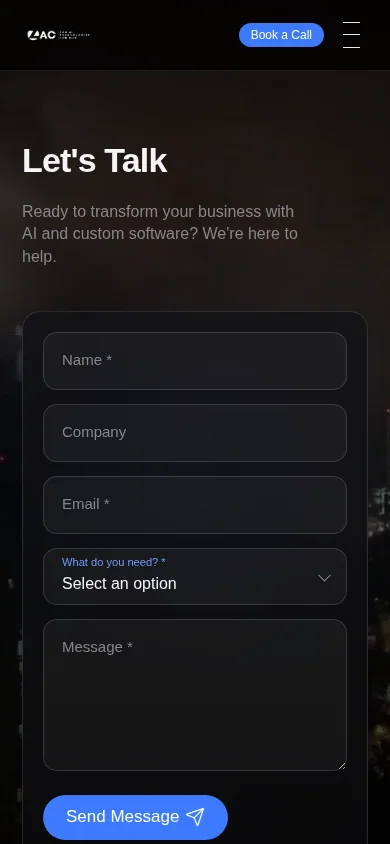 ZAC
Book a Call
Let's Talk
Ready to transform your business with
AI and custom software? We're here to
help.
Name *
Company
Email *
What do you need? *
Select an option
Message *
Send Message